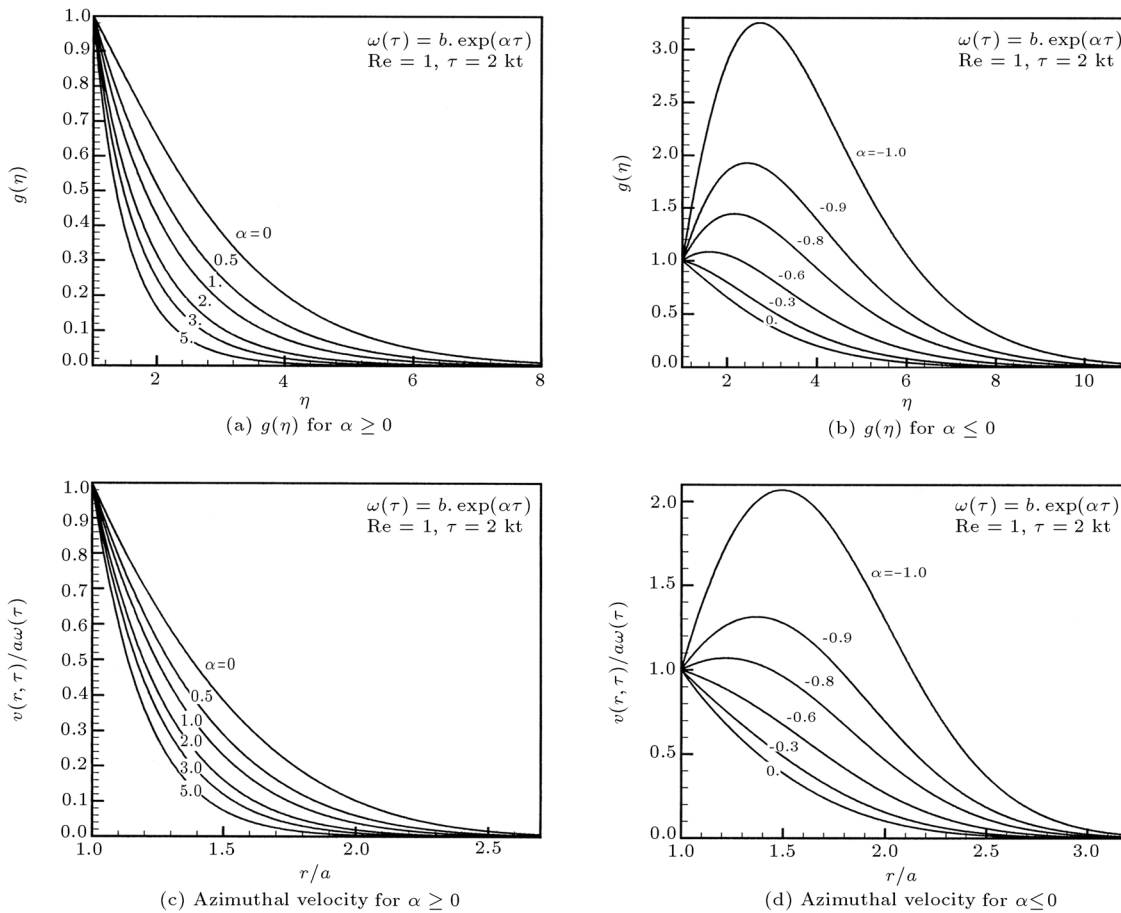 1.0
0.9
0.8
0.7
0.6
0.5
0.4
0.3
0.2
0.1
0.0
g(η)
ω(τ) = b. exp(ατ)
Re = 1, τ = 2 kt
α=0
0.5
1.
2.
3.
5.
2 4 6 8
η
(a) g(η) for α ≥ 0
3.0
2.5
2.0
1.5
1.0
0.5
0.0
g(η)
ω(τ) = b. exp(ατ)
Re = 1, τ = 2 kt
α=-1.0
-0.9
-0.8
-0.6
-0.3
0.
2 4 6 8 10
η
(b) g(η) for α ≤ 0
1.0
0.9
0.8
0.7
0.6
0.5
0.4
0.3
0.2
0.1
0.0
v(r, τ)/aω(τ)
ω(τ) = b. exp(ατ)
Re = 1, τ = 2 kt
α=0
0.5
1.0
2.0
3.0
5.0
1.0 1.5 2.0 2.5
r/a
(c) Azimuthal velocity for α ≥ 0
2.0
1.5
1.0
0.5
0.0
v(r, τ)/aω(τ)
ω(τ) = b. exp(ατ)
Re = 1, τ = 2 kt
α=-1.0
-0.9
-0.8
-0.6
-0.3
0.
1.0 1.5 2.0 2.5 3.0
r/a
(d) Azimuthal velocity for α≤0